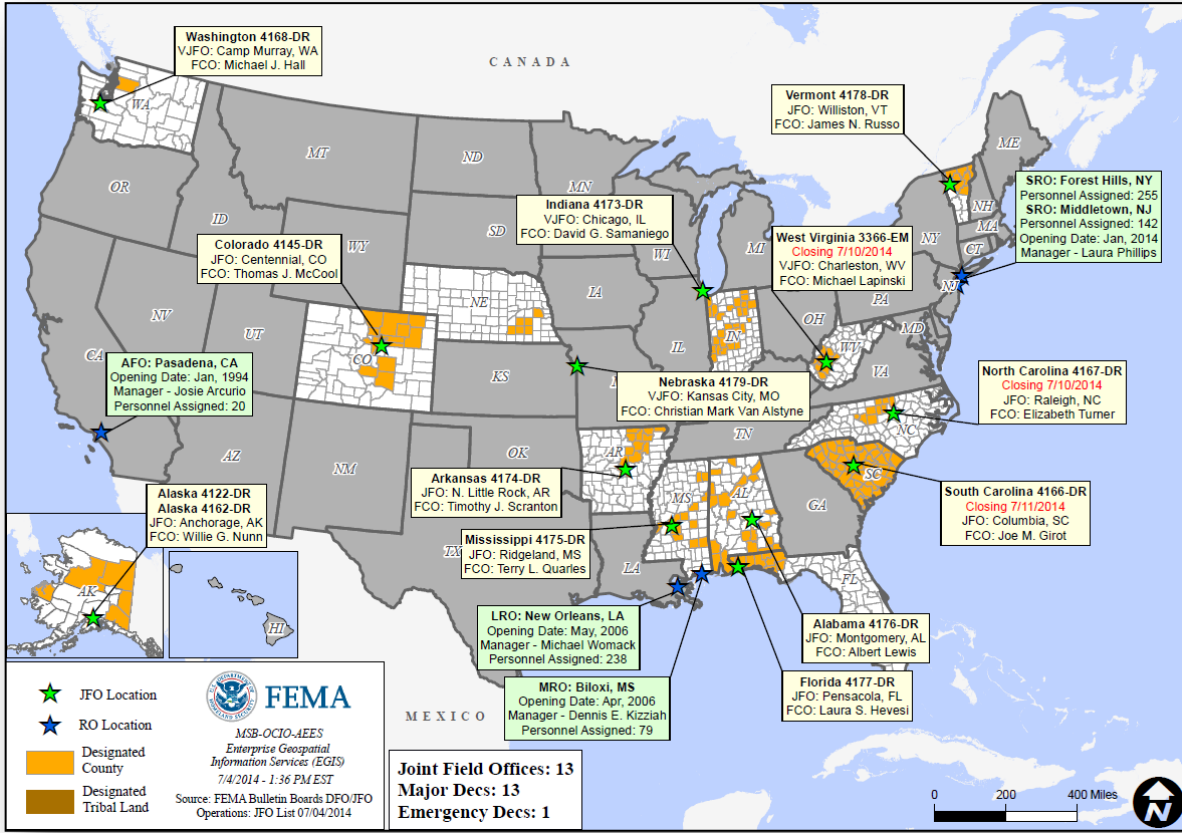 Washington 4168-DR
VJFO: Camp Murray, WA
FCO: Michael J. Hall
CANADA
Vermont 4178-DR
JFO: Williston, VT
FCO: James N. Russo
SRO: Forest Hills, NY
Personnel Assigned: 255
SRO: Middletown, NJ
Personnel Assigned: 142
Opening Date: Jan, 2014
Manager - Laura Phillips
Indiana 4173-DR
VJFO: Chicago, IL
FCO: David G. Samaniego
West Virginia 3366-EM
Closing 7/10/2014
VJFO: Charleston, WV
FCO: Michael Lapinski
Colorado 4145-DR
JFO: Centennial, CO
FCO: Thomas J. McCool
AFO: Pasadena, CA
Opening Date: Jan, 1994
Manager - Josie Arcurio
Personnel Assigned: 20
Nebraska 4179-DR
VJFO: Kansas City, MO
FCO: Christian Mark Van Alstyne
North Carolina 4167-DR
Closing 7/10/2014
JFO: Raleigh, NC
FCO: Elizabeth Turner
Arkansas 4174-DR
JFO: N. Little Rock, AR
FCO: Timothy J. Scranton
South Carolina 4166-DR
Closing 7/11/2014
JFO: Columbia, SC
FCO: Joe M. Girot
Alaska 4122-DR
Alaska 4162-DR
JFO: Anchorage, AK
FCO: Willie G. Nunn
Mississippi 4175-DR
JFO: Ridgeland, MS
FCO: Terry L. Quarles
LRO: New Orleans, LA
Opening Date: May, 2006
Manager - Michael Womack
Personnel Assigned: 238
Alabama 4176-DR
JFO: Montgomery, AL
FCO: Albert Lewis
MRO: Biloxi, MS
Opening Date: Apr, 2006
Manager - Dennis E. Kizziah
Personnel Assigned: 79
Florida 4177-DR
JFO: Pensacola, FL
FCO: Laura S. Hevesi
WA
MT
ND
MN
ME
OR
ID
SD
WI
MI
NH
NY
MA
CT
WY
NE
IA
PA
NJ
NV
UT
CO
IL
IN
OH
WV
MD
CA
KS
VA
AZ
NM
OK
AR
TN
NC
SC
MS
AL
GA
TX
LA
FL
AK
HI
MEXICO
JFO Location
RO Location
Designated
County
Designated
Tribal Land
FEMA
MSB-OCIO-AEES
Enterprise Geospatial
Information Services (EGIS)
7/4/2014 - 1:36 PM EST
Source: FEMA Bulletin Boards DFO/JFO
Operations: JFO List 07/04/2014
Joint Field Offices: 13
Major Decs: 13
Emergency Decs: 1
0 200 400 Miles
N